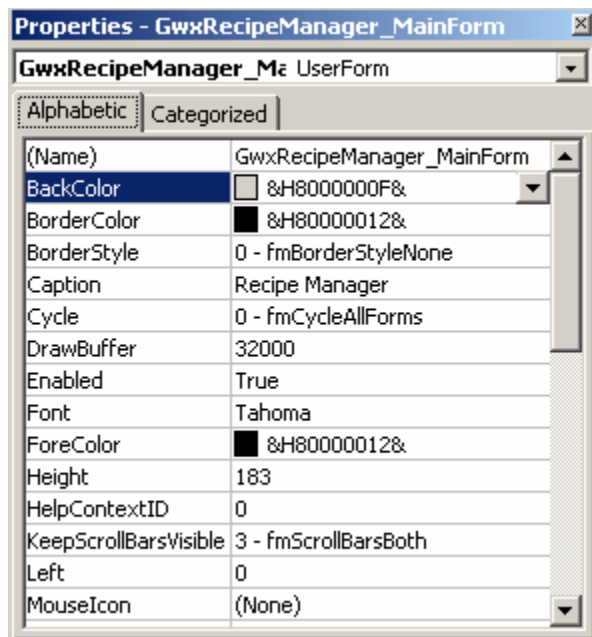 Properties - GwxRecipeManager_MainForm
GwxRecipeManager_Ma UserForm
Alphabetic Categorized
(Name) GwxRecipeManager_MainForm
BackColor &H8000000F&
BorderColor &H80000012&
BorderStyle 0 - fmBorderStyleNone
Caption Recipe Manager
Cycle 0 - fmCycleAllForms
DrawBuffer 32000
Enabled True
Font Tahoma
ForeColor &H80000012&
Height 183
HelpContextID 0
KeepScrollBarsVisible 3 - fmScrollBarsBoth
Left 0
MouseIcon (None)